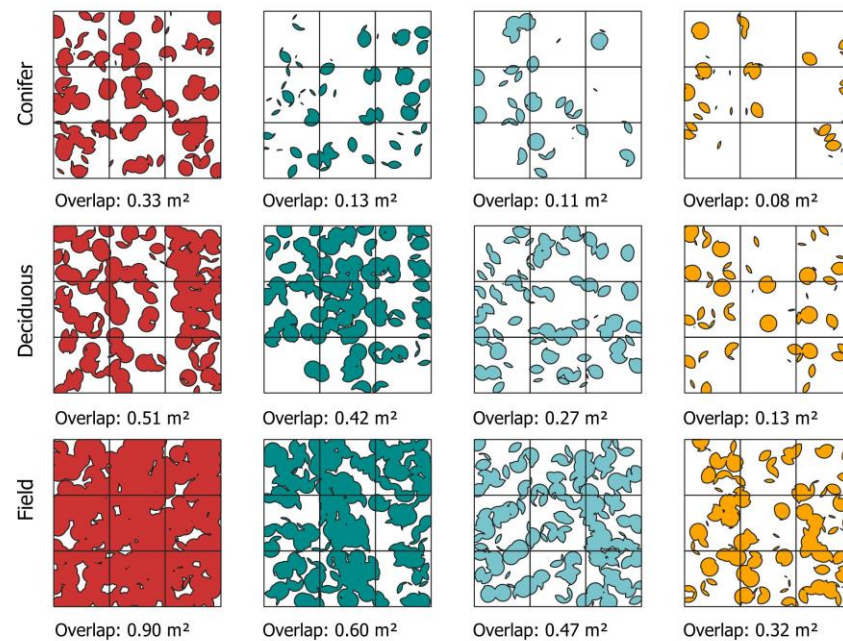 Conifer
Overlap: 0.33 m²
Overlap: 0.13 m²
Overlap: 0.11 m²
Overlap: 0.08 m²
Deciduous
Overlap: 0.51 m²
Overlap: 0.42 m²
Overlap: 0.27 m²
Overlap: 0.13 m²
Field
Overlap: 0.90 m²
Overlap: 0.60 m²
Overlap: 0.47 m²
Overlap: 0.32 m²